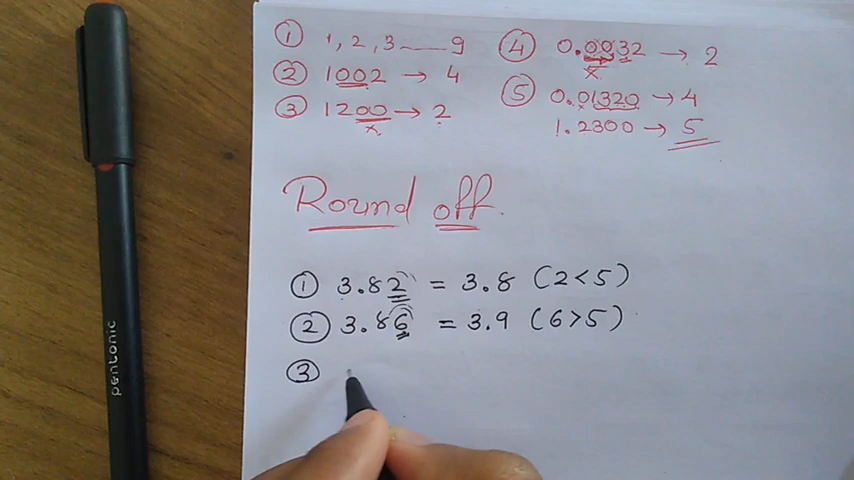 ① 1, 2, 3 ___ 9
② 1002 → 4
③ 1200 → 2
x
④ 0.0032 → 2
x
⑤ 0.01320 → 4
1.2300 → 5
Round off.
① 3.82 = 3.8 (2<5)
② 3.86 = 3.9 (6>5)
③
pentonic